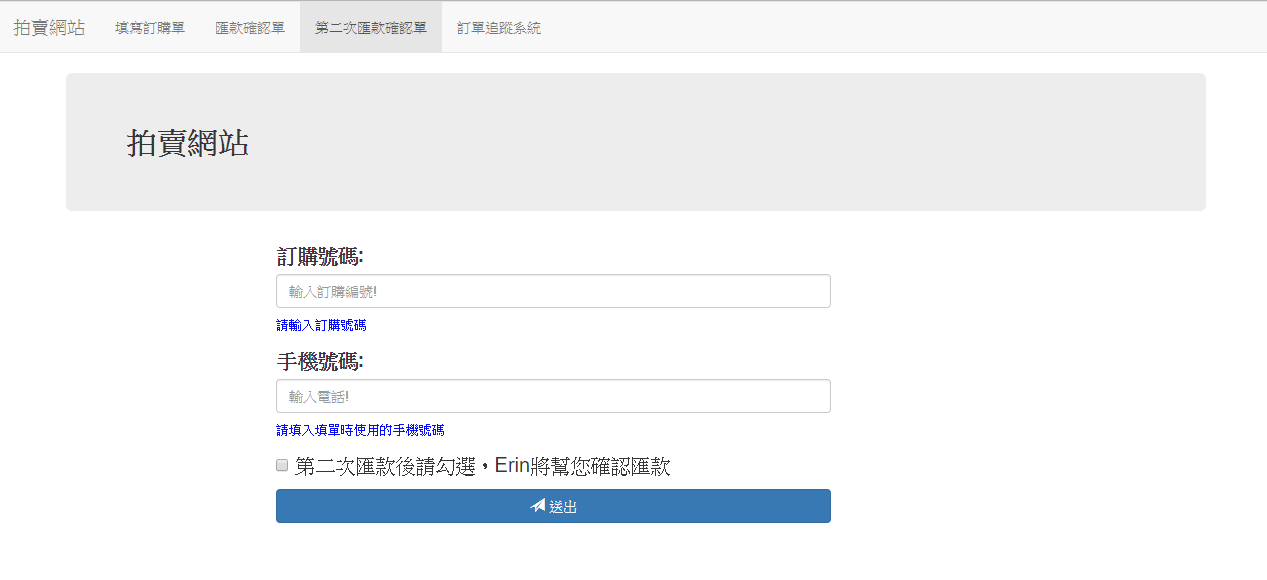 拍賣網站 填寫訂購單 匯款確認單 第二次匯款確認單 訂單追蹤系統
拍賣網站
訂購號碼:
輸入訂購編號!
請輸入訂購號碼
手機號碼:
輸入電話!
請填入填單時使用的手機號碼
第二次匯款後請勾選，Erin將幫您確認匯款
送出